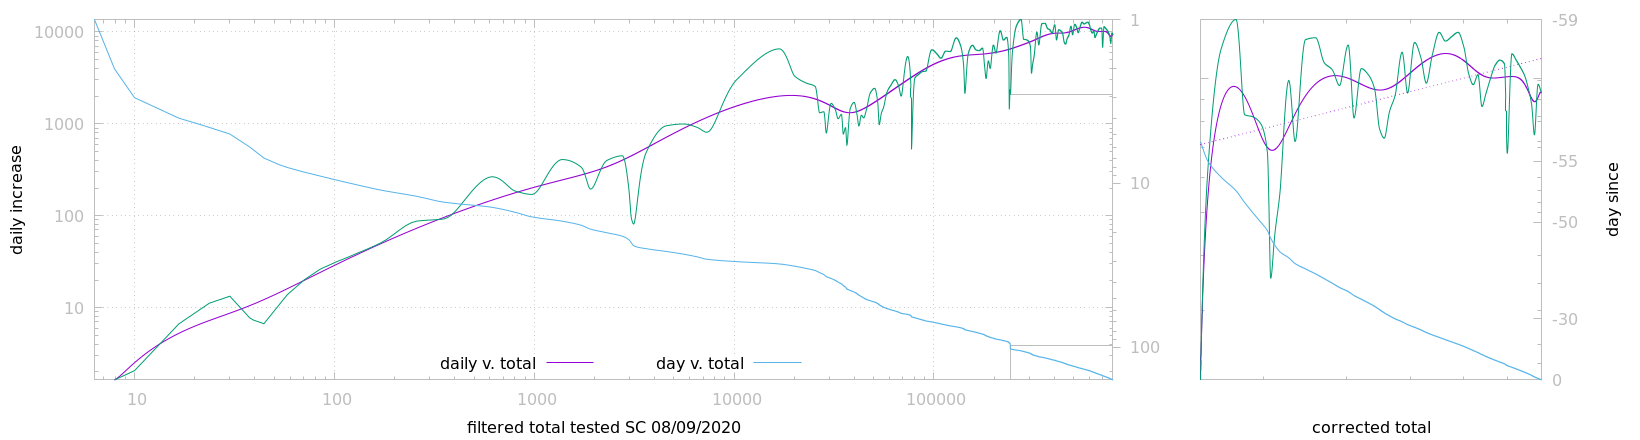 10000
1000
100
10
daily increase
10
100
1000
10000
100000
1
10
100
daily v. total
day v. total
filtered total tested SC 08/09/2020
-59
-55
-50
-30
0
day since
corrected total